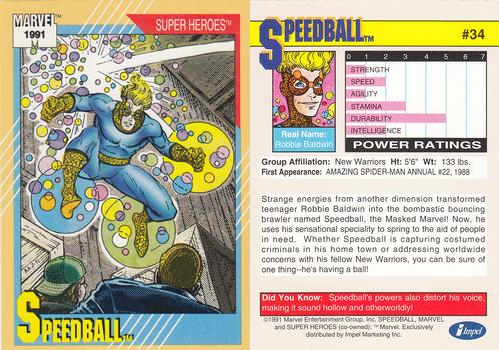 MARVEL™
1991
SUPER HEROES™
SPEEDBALL™
SPEEDBALL™
#34
0 1 2 3 4 5 6 7
STRENGTH
SPEED
AGILITY
STAMINA
DURABILITY
INTELLIGENCE
POWER RATINGS
Real Name:
Robbie Baldwin
Group Affiliation: New Warriors Ht: 5'6" Wt: 133 lbs.
First Appearance: AMAZING SPIDER-MAN ANNUAL #22, 1988
Strange energies from another dimension transformed
teenager Robbie Baldwin into the bombastic bouncing
brawler named Speedball, the Masked Marvel! Now, he
uses his sensational speciality to spring to the aid of people
in need. Whether Speedball is capturing costumed
criminals in his home town or addressing worldwide
concerns with his fellow New Warriors, you can be sure of
one thing--he's having a ball!
Did You Know: Speedball's powers also distort his voice,
making it sound hollow and otherworldly!
©1991 Marvel Entertainment Group, Inc. SPEEDBALL, MARVEL
and SUPER HEROES (co-owned): ™ Marvel. Exclusively
distributed by Impel Marketing Inc.
impel